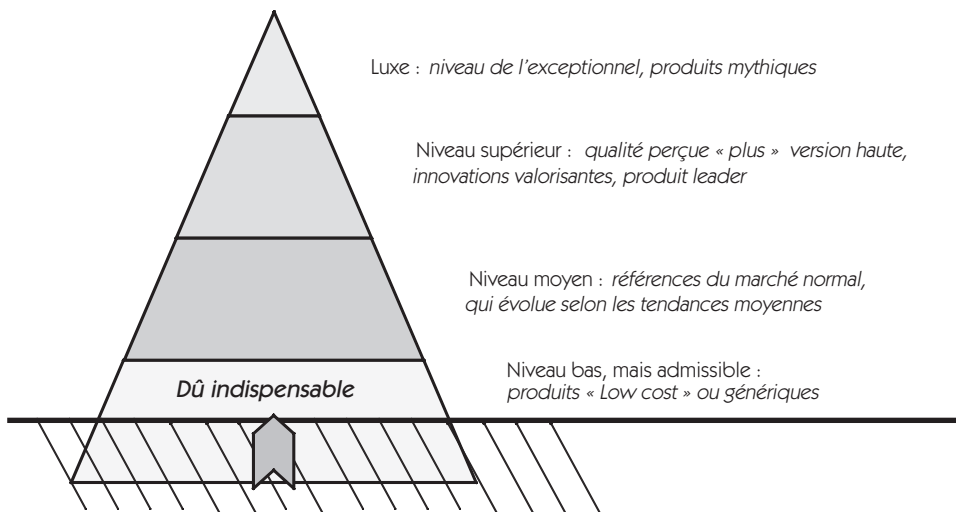 Luxe : niveau de l'exceptionnel, produits mythiques
Niveau supérieur : qualité perçue « plus » version haute,
innovations valorisantes, produit leader
Niveau moyen : références du marché normal,
qui évolue selon les tendances moyennes
Niveau bas, mais admissible :
produits « Low cost » ou génériques
Dû indispensable